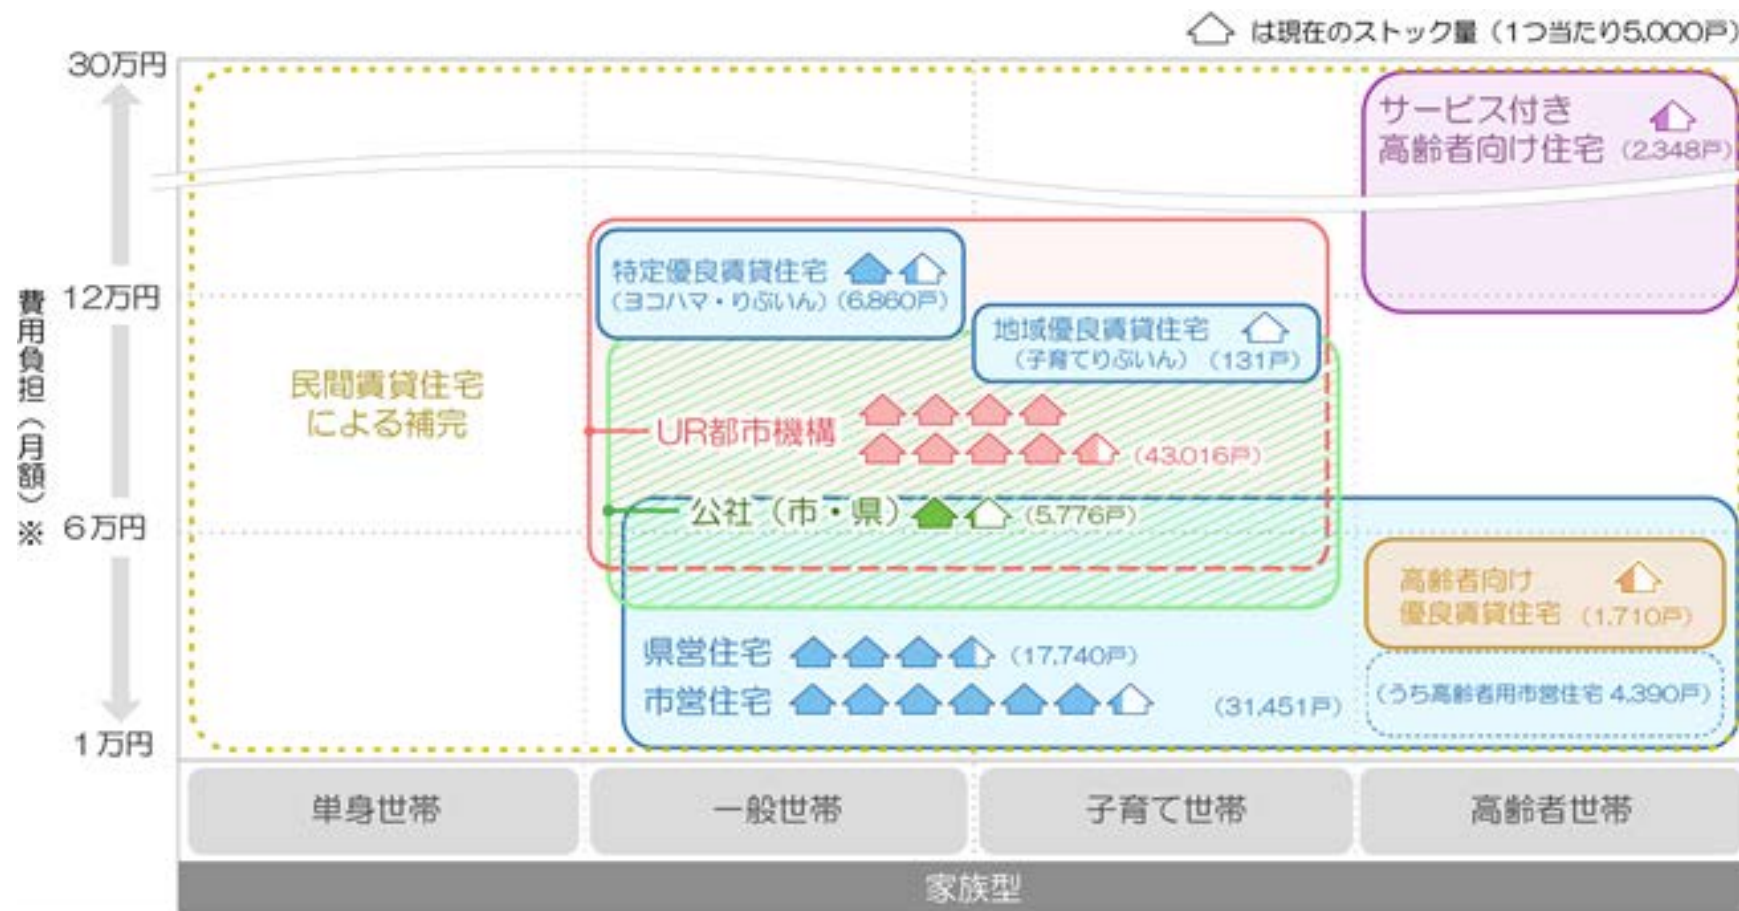 は現在のストック量（1つ当たり5,000戸）
30万円
12万円
6万円
1万円
費用負担（月額）※
サービス付き
高齢者向け住宅（2,348戸）
特定優良賃貸住宅
（ヨコハマ・りぶいん）（6,860戸）
地域優良賃貸住宅
（子育てりぶいん）（131戸）
民間賃貸住宅
による補完
UR都市機構
（43,016戸）
公社（市・県）（5,776戸）
高齢者向け
優良賃貸住宅（1,710戸）
県営住宅（17,740戸）
市営住宅（31,451戸）
（うち高齢者用市営住宅 4,390戸）
単身世帯
一般世帯
子育て世帯
高齢者世帯
家族型